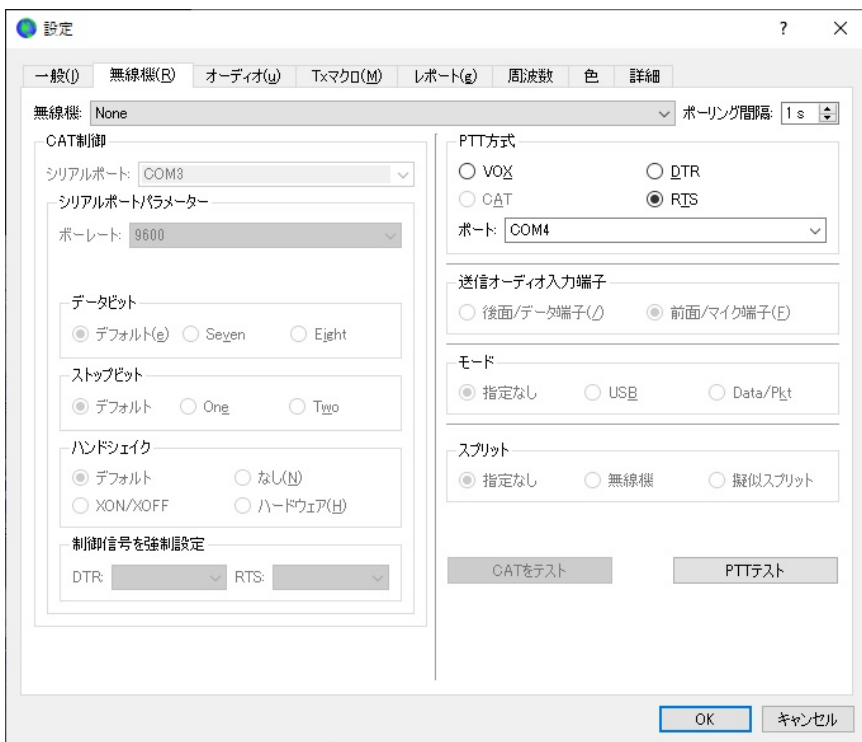 設定
一般(I) 無線機(R) オーディオ(u) Txマクロ(M) レポート(g) 周波数 色 詳細
無線機: None ポーリング間隔: 1 s
CAT制御
シリアルポート: COM3
シリアルポートパラメーター
ボーレート: 9600
データビット
デフォルト(e) Seven Eight
ストップビット
デフォルト One Two
ハンドシェイク
デフォルト なし(N)
XON/XOFF ハードウェア(H)
制御信号を強制設定
DTR: RTS:
PTT方式
VOX DTR
CAT RTS
ポート: COM4
送信オーディオ入力端子
後面/データ端子(/) 前面/マイク端子(F)
モード
指定なし USB Data/Pkt
スプリット
指定なし 無線機 擬似スプリット
CATをテスト PTTテスト
OK キャンセル